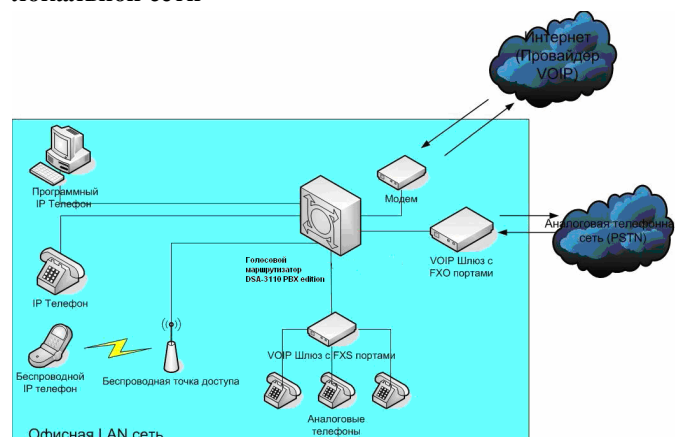 локальной сети
Интернет
(Провайдер
VOIP)
Программный
IP Телефон
Модем
Аналоговая телефонна
сеть (PSTN)
VOIP Шлюз с
FXO портами
Голосовой
маршрутизатор
DSA-3110 PBX edition
IP Телефон
VOIP Шлюз с FXS портами
Беспроводной
IP телефон
Беспроводная точка доступа
Аналоговые
телефоны
Офисная LAN сеть